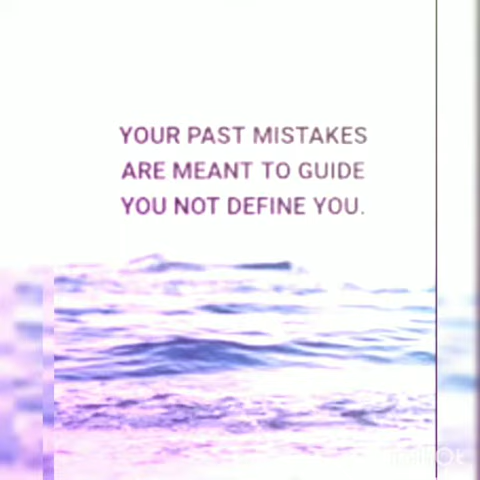 YOUR PAST MISTAKES
ARE MEANT TO GUIDE
YOU NOT DEFINE YOU.